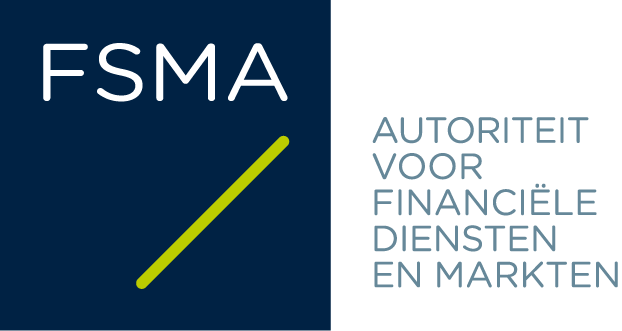 FSMA
AUTORITEIT
VOOR
FINANCIËLE
DIENSTEN
EN MARKTEN